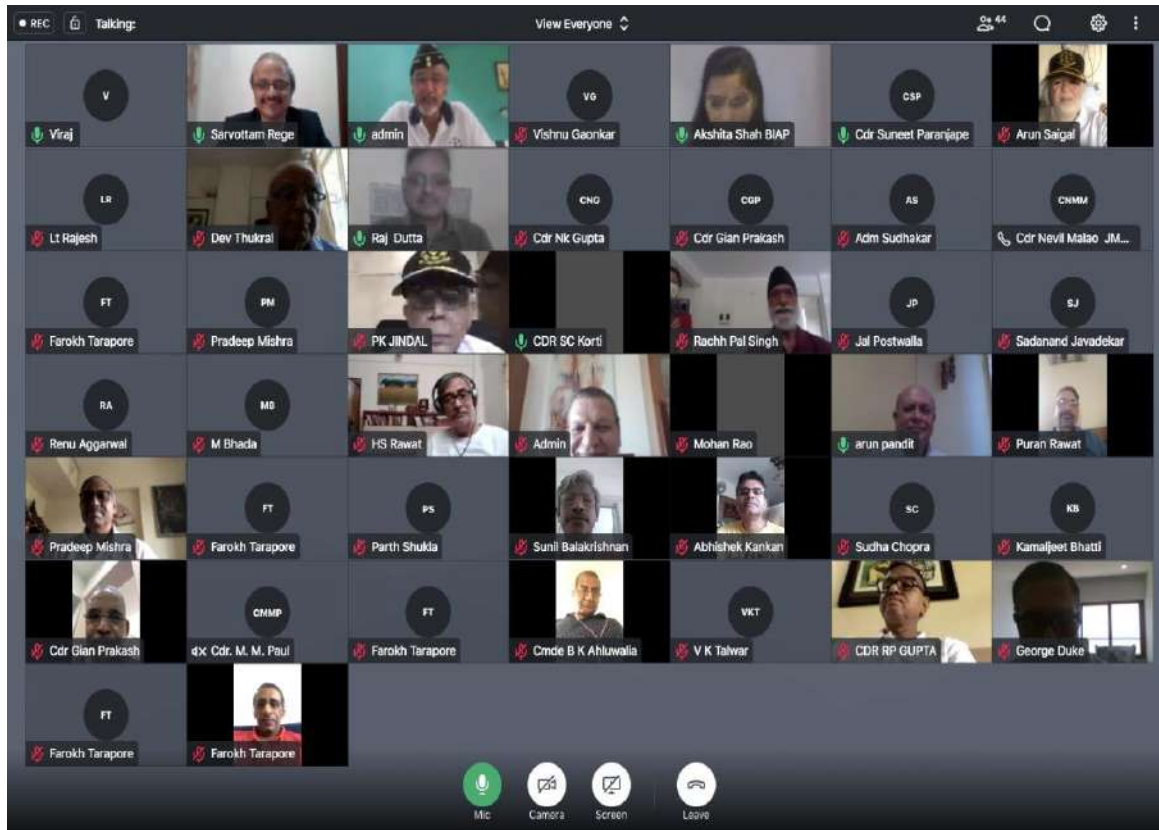 REC Talking: View Everyone 44
V VG CSP
Viraj Sarvottam Rege admin Vishnu Gaonkar Akshita Shah BIAP Cdr Suneet Paranjape Arun Saigal
LR CNG CGP AS CNMM
Lt Rajesh Dev Thukral Raj Dutta Cdr Nk Gupta Cdr Gian Prakash Adm Sudhakar Cdr Nevil Malao JM...
FT PM JP SJ
Farokh Tarapore Pradeep Mishra PK JINDAL CDR SC Korti Rachh Pal Singh Jal Postwalla Sadanand Javadekar
RA MB
Renu Aggarwal M Bhada HS Rawat Admin Mohan Rao arun pandit Puran Rawat
FT PS SC KB
Pradeep Mishra Farokh Tarapore Parth Shukla Sunil Balakrishnan Abhishek Kankan Sudha Chopra Kamaljeet Bhatti
CMMP FT VKT
Cdr Gian Prakash Cdr. M. M. Paul Farokh Tarapore Cmde B K Ahluwalia V K Talwar CDR RP GUPTA George Duke
FT
Farokh Tarapore Farokh Tarapore
Mic Camera Screen Leave